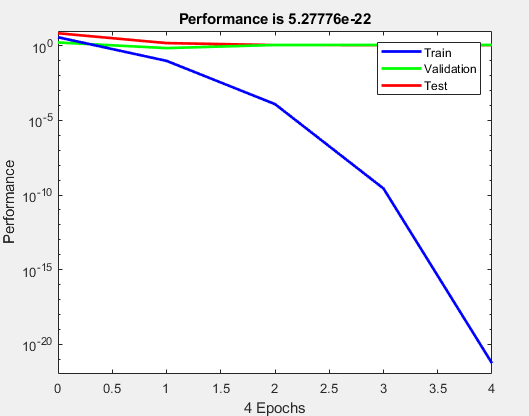 Performance is 5.27776e-22
10^0
10^-5
10^-10
10^-15
10^-20
Performance
Train
Validation
Test
0
0.5
1
1.5
2
2.5
3
3.5
4
4 Epochs